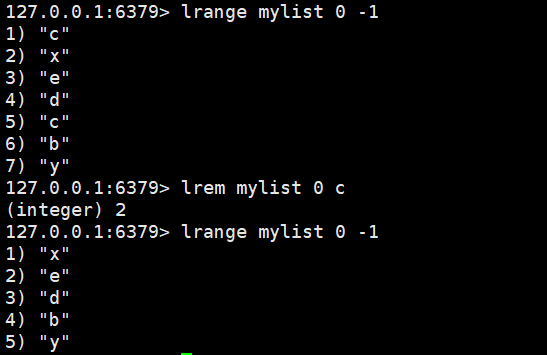 127.0.0.1:6379> lrange mylist 0 -1
1) "c"
2) "x"
3) "e"
4) "d"
5) "c"
6) "b"
7) "y"
127.0.0.1:6379> lrem mylist 0 c
(integer) 2
127.0.0.1:6379> lrange mylist 0 -1
1) "x"
2) "e"
3) "d"
4) "b"
5) "y"